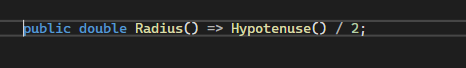 public double Radius() => Hypotenuse() / 2;